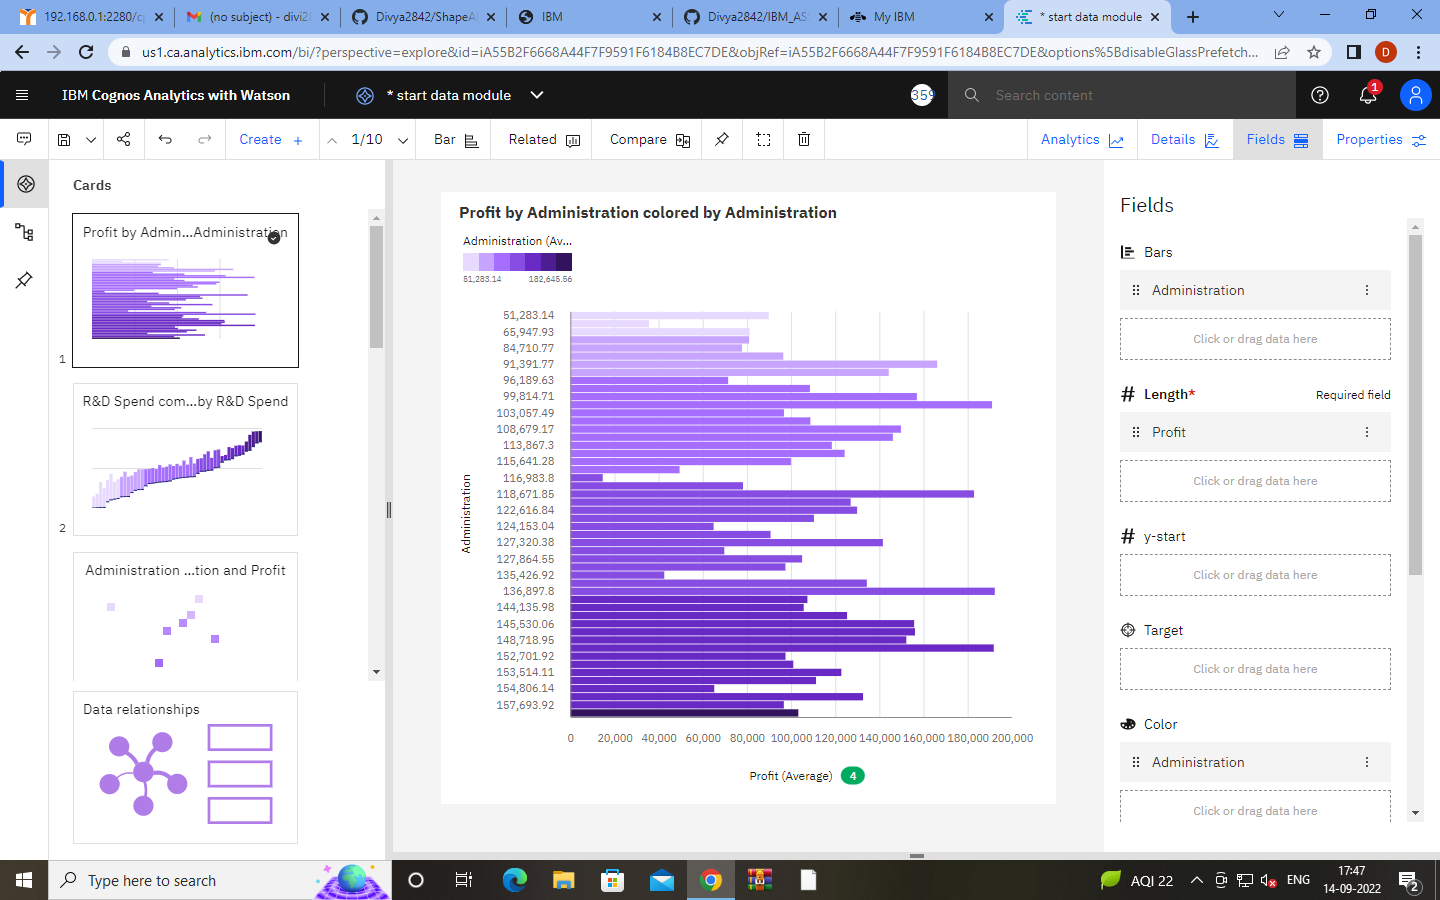 192.168.0.1:2280/cp
(no subject) - divi28
Divya2842/ShapeA
IBM
Divya2842/IBM_AS
My IBM
* start data module
us1.ca.analytics.ibm.com/bi/?perspective=explore&id=iA55B2F6668A44F7F9591F6184B8EC7DE&objRef=iA55B2F6668A44F7F9591F6184B8EC7DE&options%5BdisableGlassPrefetch...
D
IBM Cognos Analytics with Watson
* start data module
359
Search content
1
Create +
1/10
Bar
Related
Compare
Analytics
Details
Fields
Properties
Cards
Profit by Admin...Administration
1
R&D Spend com...by R&D Spend
2
Administration ...tion and Profit
Data relationships
Profit by Administration colored by Administration
Administration (Av...
51,283.14 182,645.56
Administration
51,283.14
65,947.93
84,710.77
91,391.77
96,189.63
99,814.71
103,057.49
108,679.17
113,867.3
115,641.28
116,983.8
118,671.85
122,616.84
124,153.04
127,320.38
127,864.55
135,426.92
136,897.8
144,135.98
145,530.06
148,718.95
152,701.92
153,514.11
154,806.14
157,693.92
0 20,000 40,000 60,000 80,000 100,000 120,000 140,000 160,000 180,000 200,000
Profit (Average) 4
Fields
Bars
Administration
Click or drag data here
Length* Required field
Profit
Click or drag data here
y-start
Click or drag data here
Target
Click or drag data here
Color
Administration
Click or drag data here
Type here to search
AQI 22
ENG
17:47
14-09-2022
2